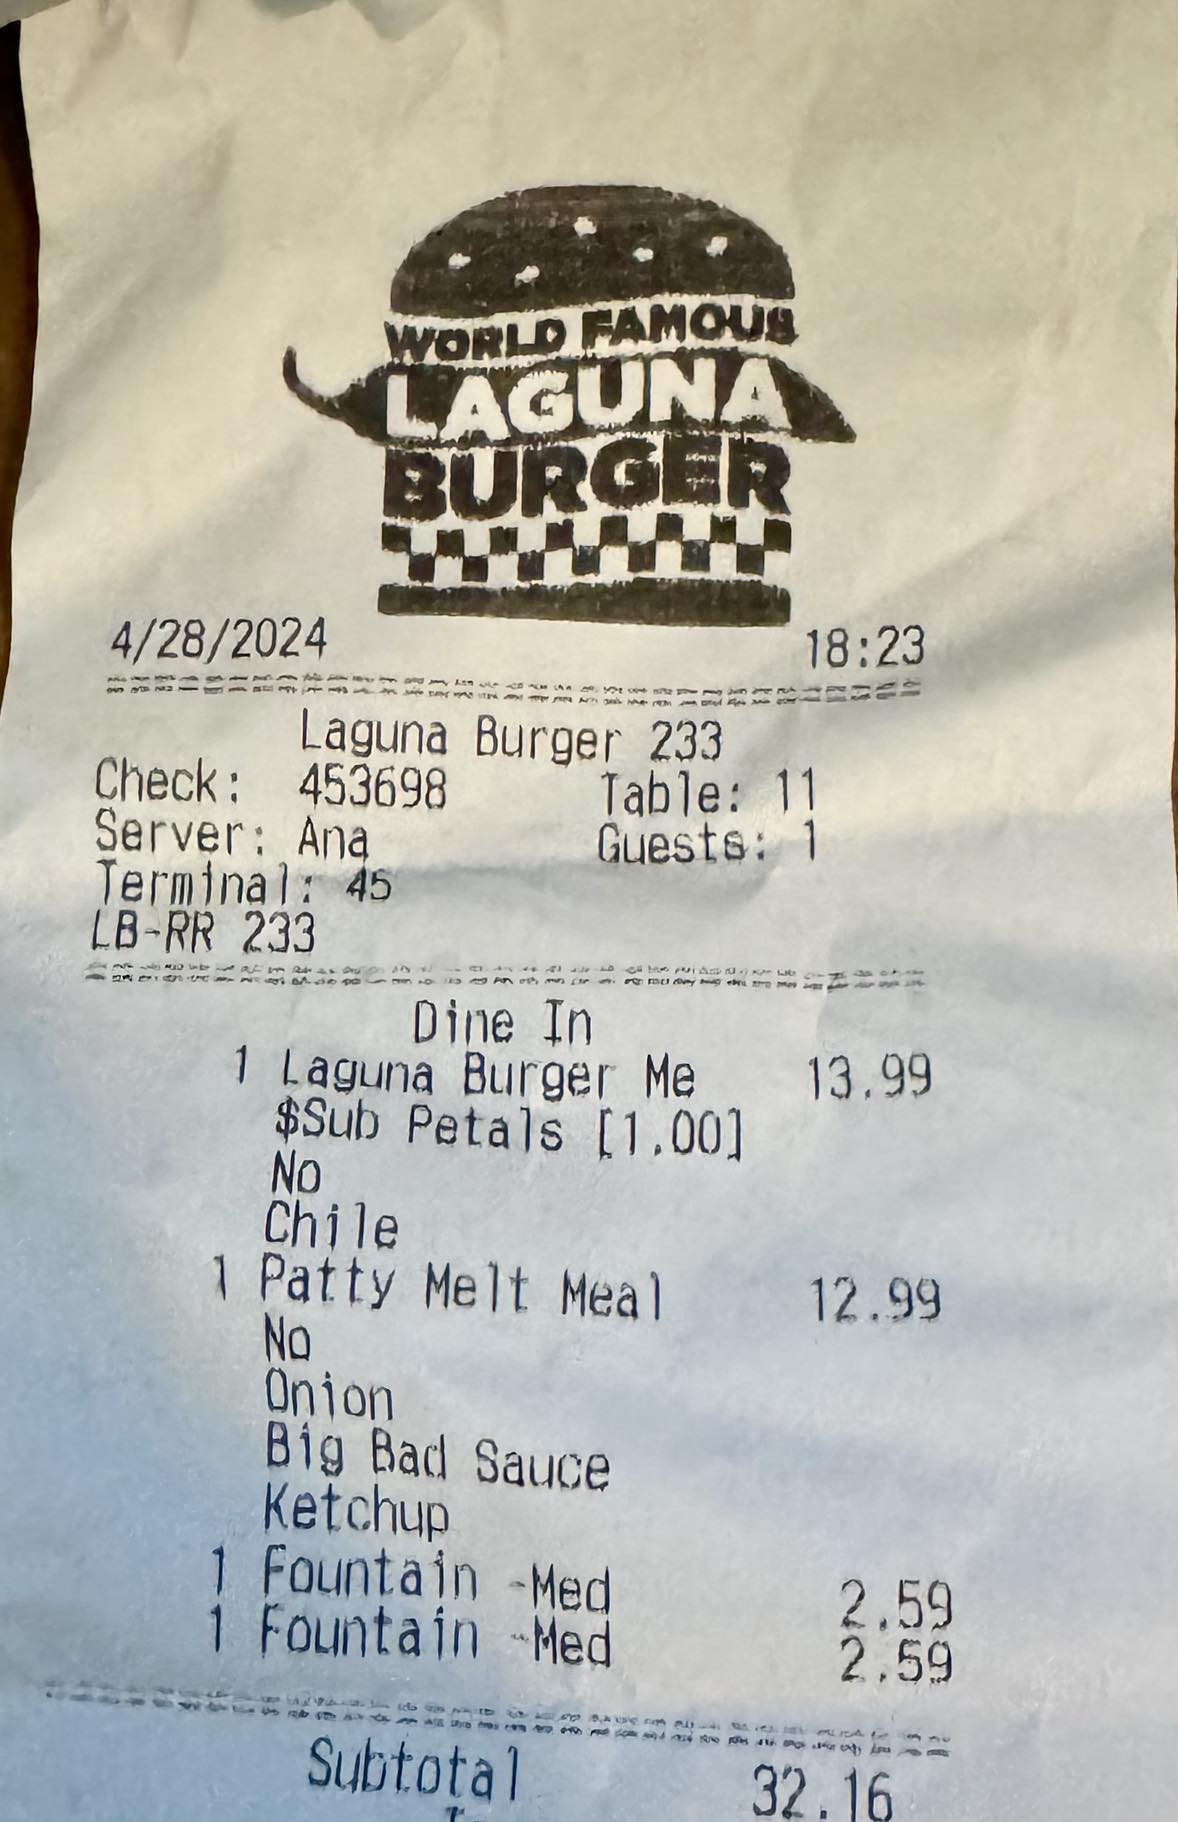 WORLD FAMOUS
LAGUNA
BURGER
4/28/2024 18:23
Laguna Burger 233
Check: 453698 Table: 11
Server: Ana Guests: 1
Terminal: 45
LB-RR 233
Dine In
1 Laguna Burger Me 13.99
$Sub Petals [1.00]
No
Chile
1 Patty Melt Meal 12.99
No
Onion
Big Bad Sauce
Ketchup
1 Fountain -Med 2.59
1 Fountain -Med 2.59
Subtotal 32.16